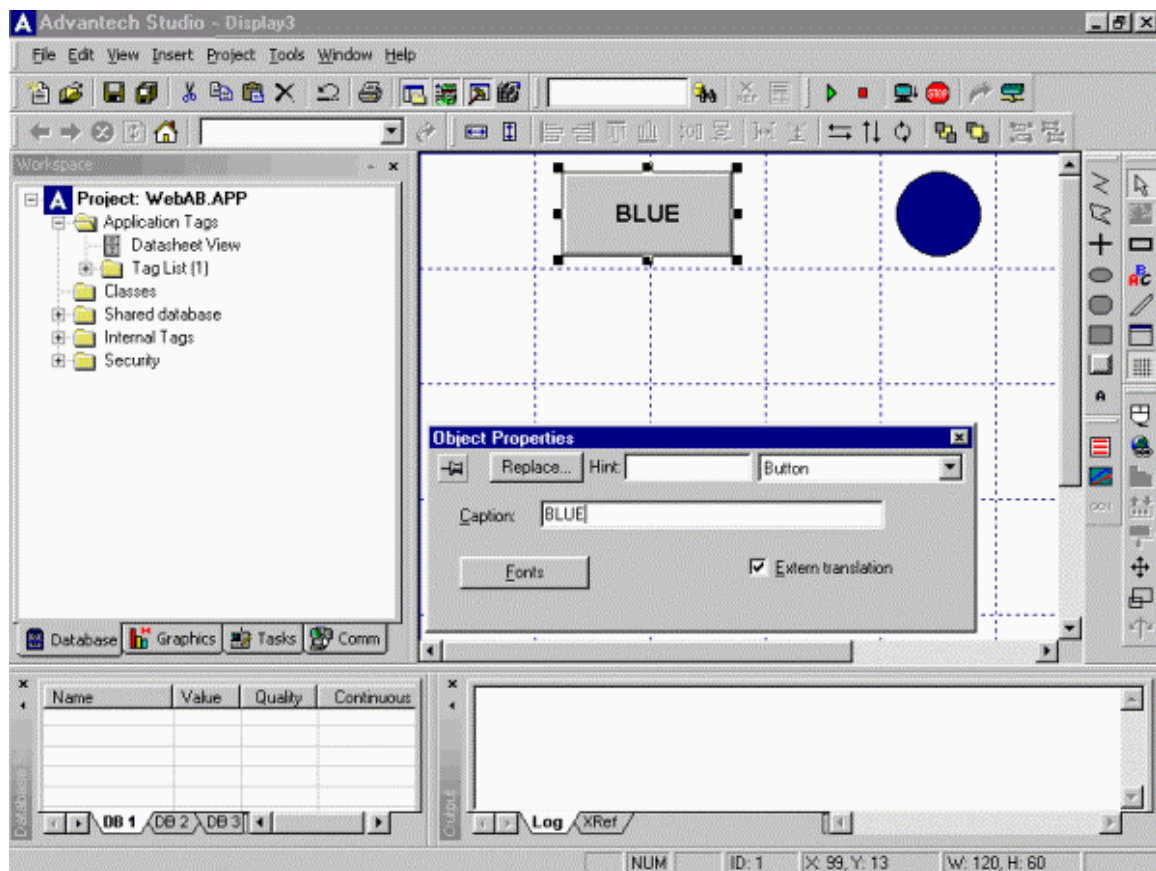 Advantech Studio - Display3
File Edit View Insert Project Tools Window Help
STOP
Workspace
Project: WebAB.APP
Application Tags
Datasheet View
Tag List (1)
Classes
Shared database
Internal Tags
Security
Database Graphics Tasks Comm
BLUE
Object Properties
Replace... Hint: Button
Caption: BLUE
Fonts Extern translation
Name Value Quality Continuous
DB 1 DB 2 DB 3
Output
Log XRef
NUM ID: 1 X: 99, Y: 13 W: 120, H: 60